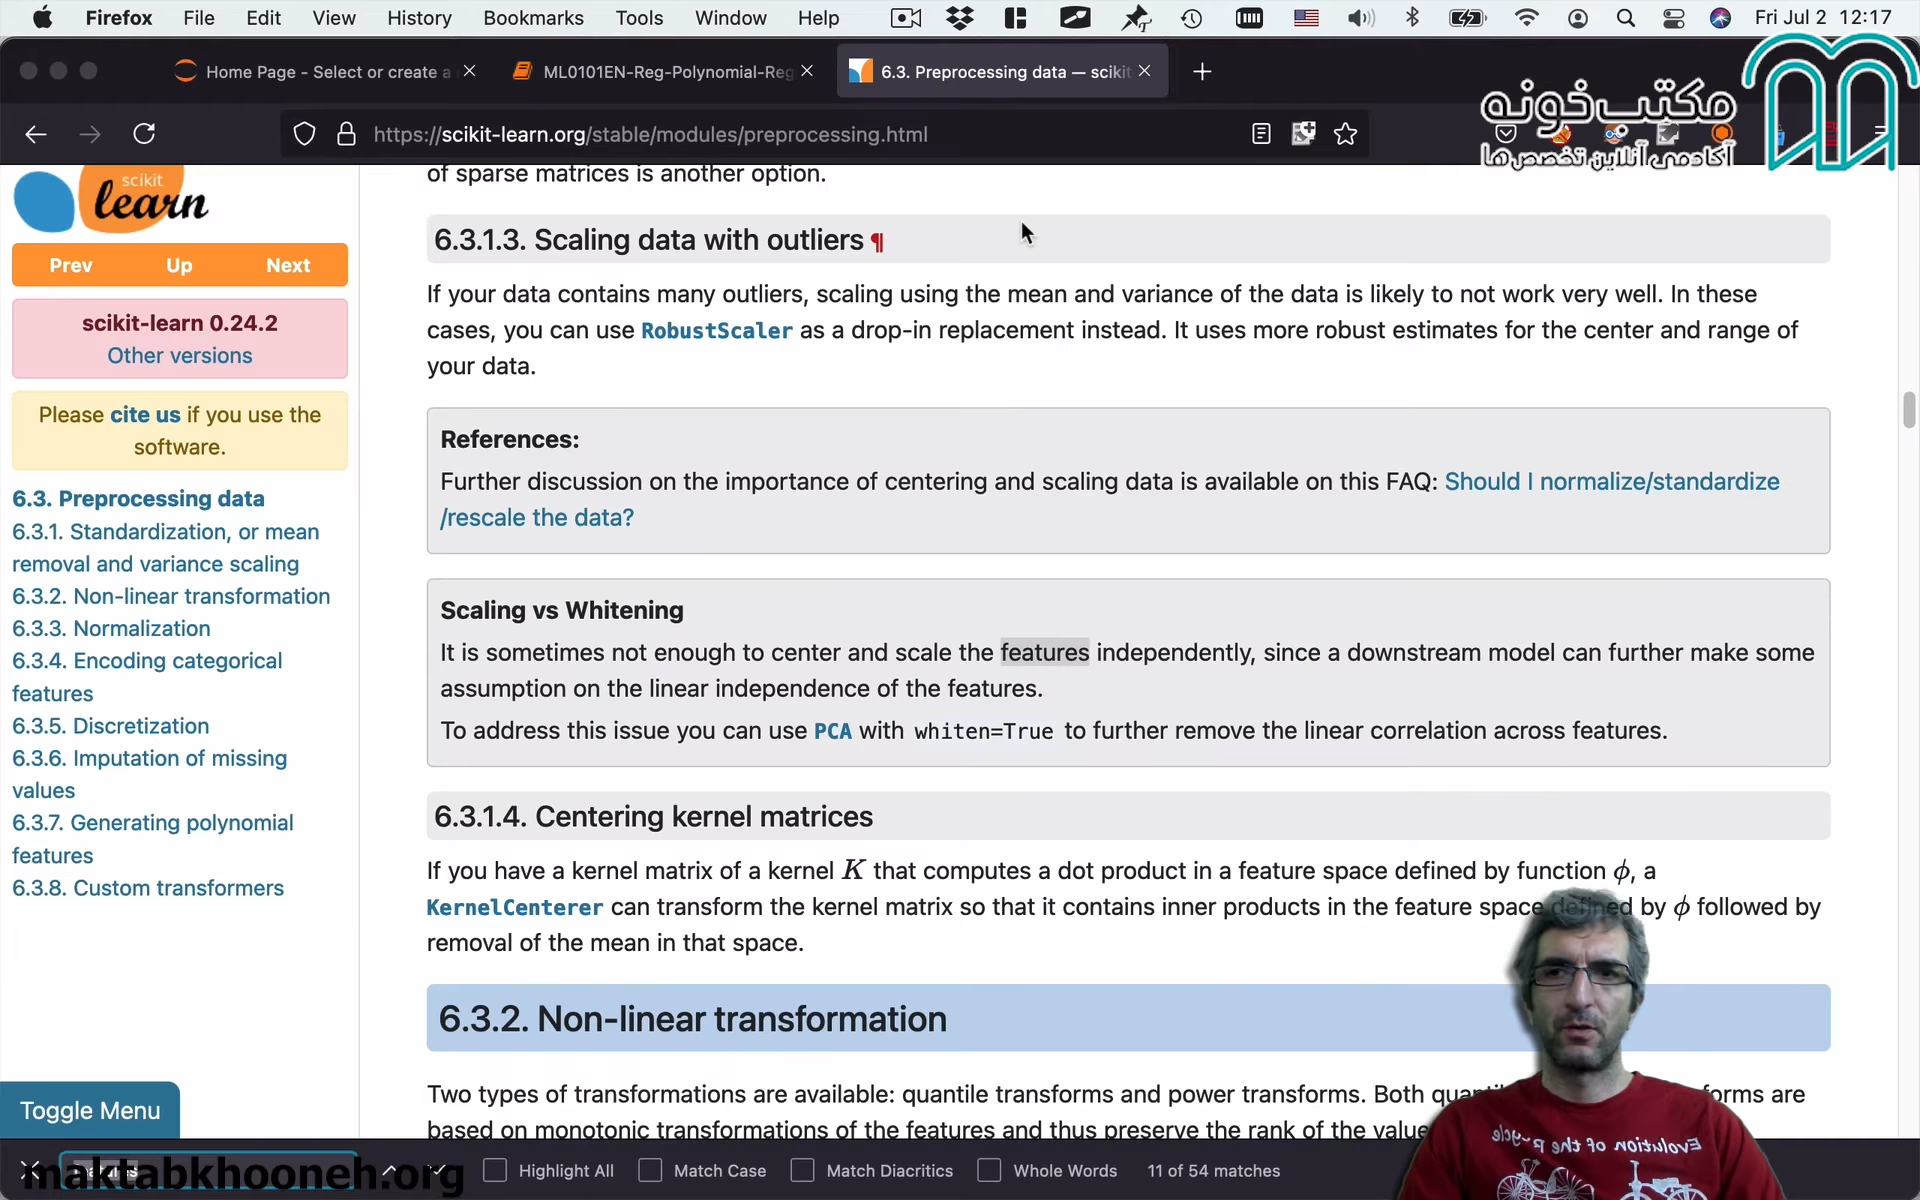 Firefox File Edit View History Bookmarks Tools Window Help Fri Jul 2 12:17
Home Page - Select or create a
ML0101EN-Reg-Polynomial-Reg
6.3. Preprocessing data — scikit
https://scikit-learn.org/stable/modules/preprocessing.html
مکتب‌خونه
آکادمی آنلاین تخصص‌ها
scikit
learn
Prev Up Next
scikit-learn 0.24.2
Other versions
Please cite us if you use the
software.
6.3. Preprocessing data
6.3.1. Standardization, or mean
removal and variance scaling
6.3.2. Non-linear transformation
6.3.3. Normalization
6.3.4. Encoding categorical
features
6.3.5. Discretization
6.3.6. Imputation of missing
values
6.3.7. Generating polynomial
features
6.3.8. Custom transformers
Toggle Menu
of sparse matrices is another option.
6.3.1.3. Scaling data with outliers ¶
If your data contains many outliers, scaling using the mean and variance of the data is likely to not work very well. In these
cases, you can use RobustScaler as a drop-in replacement instead. It uses more robust estimates for the center and range of
your data.
References:
Further discussion on the importance of centering and scaling data is available on this FAQ: Should I normalize/standardize
/rescale the data?
Scaling vs Whitening
It is sometimes not enough to center and scale the features independently, since a downstream model can further make some
assumption on the linear independence of the features.
To address this issue you can use PCA with whiten=True to further remove the linear correlation across features.
6.3.1.4. Centering kernel matrices
If you have a kernel matrix of a kernel K that computes a dot product in a feature space defined by function ϕ, a
KernelCenterer can transform the kernel matrix so that it contains inner products in the feature space defined by ϕ followed by
removal of the mean in that space.
6.3.2. Non-linear transformation
Two types of transformations are available: quantile transforms and power transforms. Both orms are
based on monotonic transformations of the features and thus preserve the rank of the value
Evolution of the
maktabkhooneh.org
Highlight All Match Case Match Diacritics Whole Words 11 of 54 matches